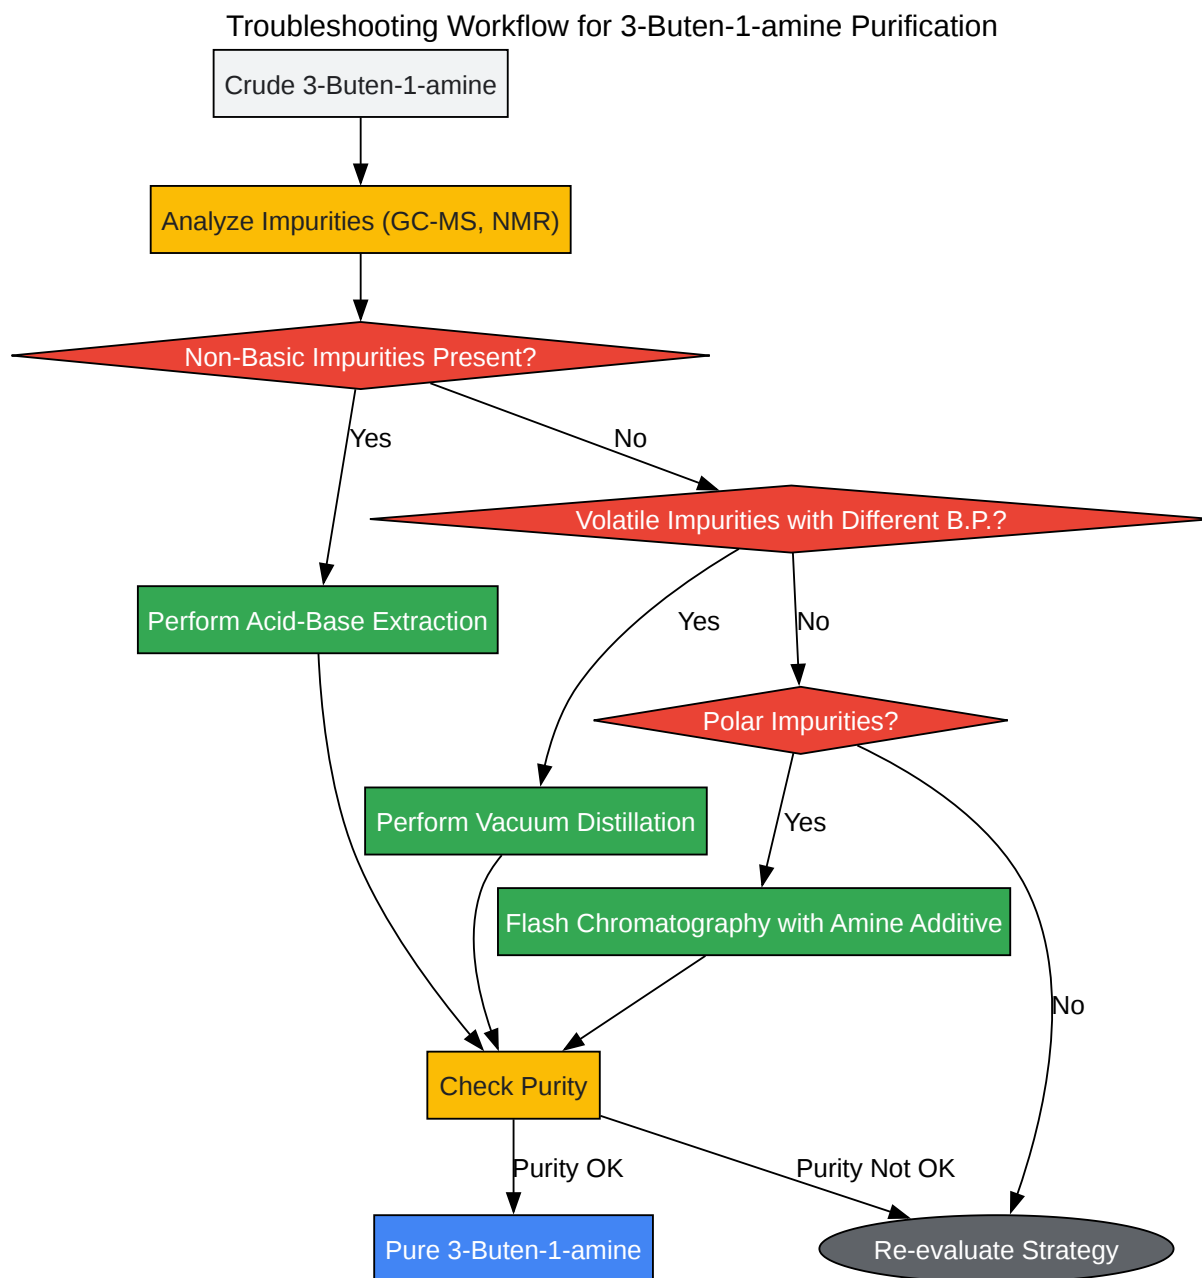 Troubleshooting Workflow for 3-Buten-1-amine Purification
Crude 3-Buten-1-amine
Analyze Impurities (GC-MS, NMR)
Non-Basic Impurities Present?
Yes
No
Volatile Impurities with Different B.P.?
Perform Acid-Base Extraction
Yes
No
Polar Impurities?
Perform Vacuum Distillation
Yes
Flash Chromatography with Amine Additive
No
Check Purity
Purity OK
Purity Not OK
Pure 3-Buten-1-amine
Re-evaluate Strategy